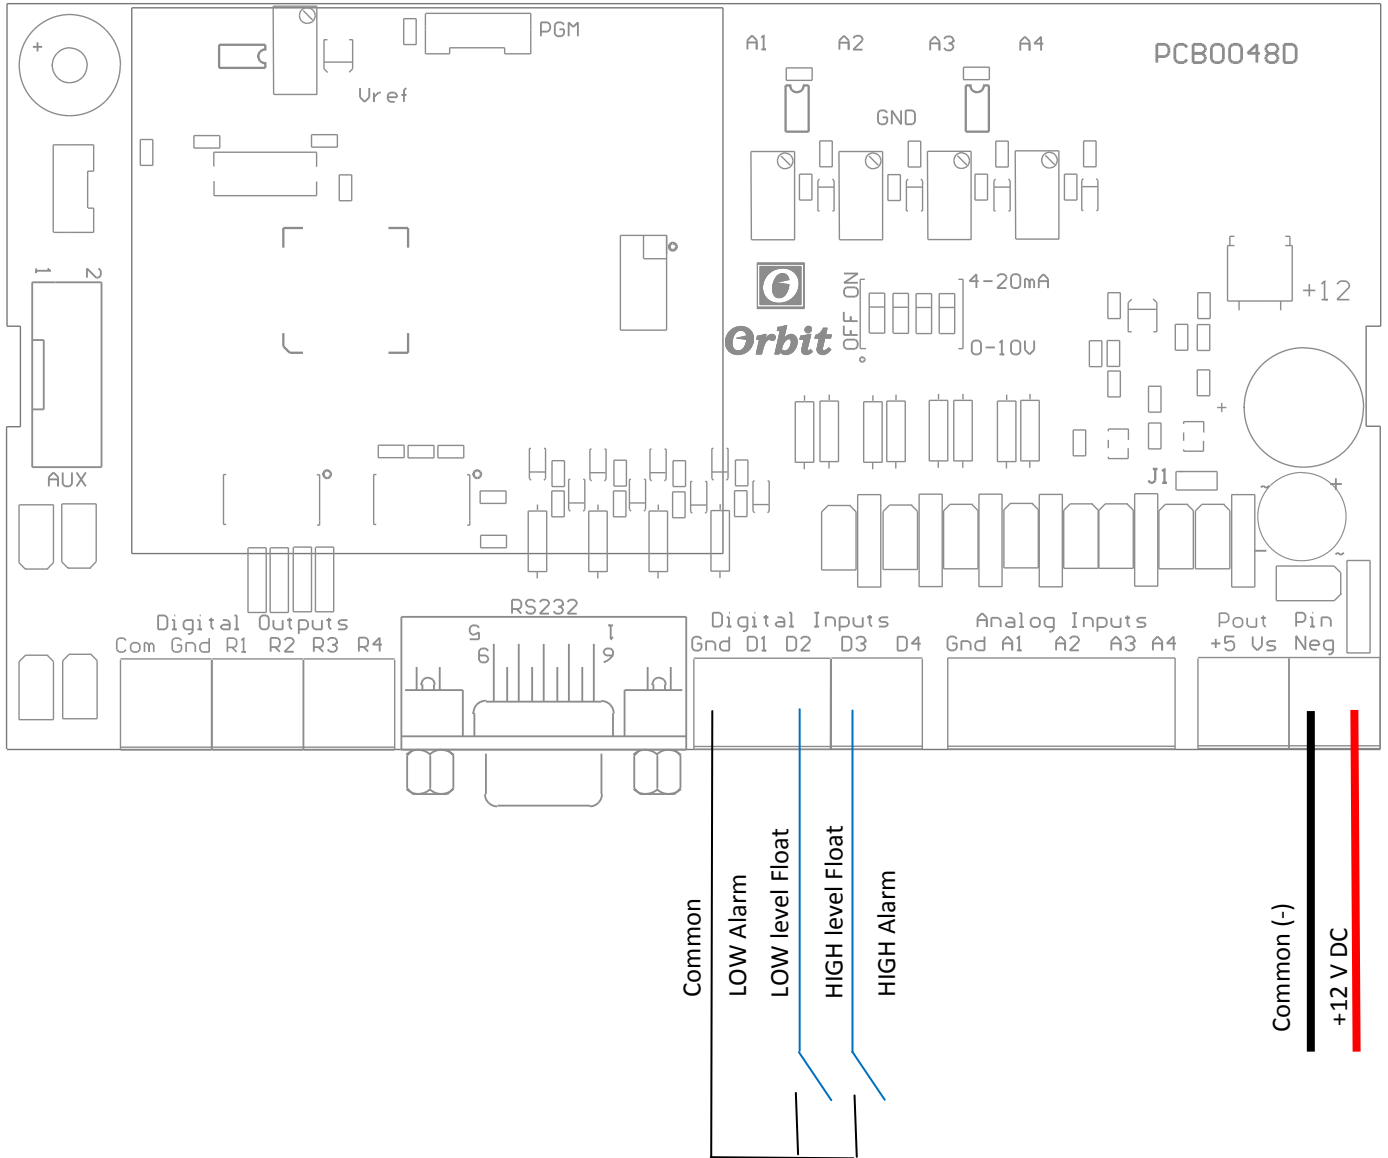 PGM
A1 A2 A3 A4
PCB0048D
Vref
GND
1 2
OFF ON
4-20mA
+12
Orbit
0-10V
AUX
J1
RS232
Digital Outputs
Com Gnd R1 R2 R3 R4
5 1
9 6
Digital Inputs
Gnd D1 D2 D3 D4
Analog Inputs
Gnd A1 A2 A3 A4
Pout Pin
+5 Vs Neg
Common
LOW Alarm
LOW level Float
HIGH level Float
HIGH Alarm
Common (-)
+12 V DC